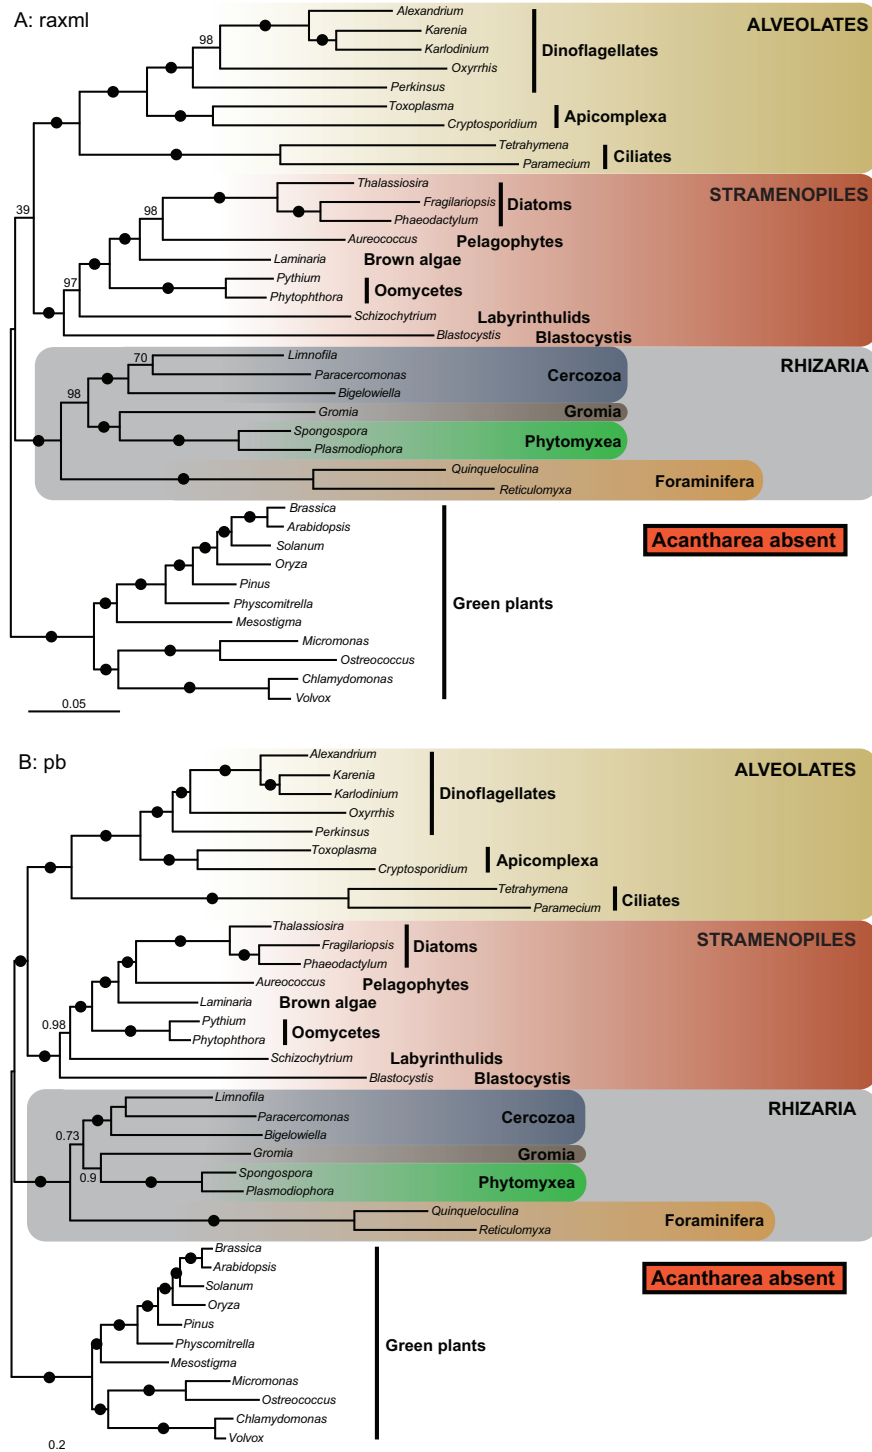 A: raxml
Alexandrium
ALVEOLATES
Karenia
98
Karlodinium
Dinoflagellates
Oxyrrhis
Perkinsus
Toxoplasma
Apicomplexa
Cryptosporidium
Tetrahymena
Ciliates
Paramecium
Thalassiosira
STRAMENOPILES
Fragilariopsis
Diatoms
39
98
Phaeodactylum
Aureococcus
Pelagophytes
Laminaria
Brown algae
Pythium
97
Oomycetes
Phytophthora
Schizochytrium
Labyrinthulids
Blastocystis
Blastocystis
Limnofila
RHIZARIA
70
Paracercomonas
Cercozoa
98
Bigelowiella
Gromia
Gromia
Spongospora
Phytomyxea
Plasmodiophora
Quinqueloculina
Foraminifera
Reticulomyxa
Brassica
Arabidopsis
Acantharea absent
Solanum
Oryza
Pinus
Physcomitrella
Green plants
Mesostigma
Micromonas
Ostreococcus
Chlamydomonas
Volvox
0.05
B: pb
Alexandrium
ALVEOLATES
Karenia
Karlodinium
Dinoflagellates
Oxyrrhis
Perkinsus
Toxoplasma
Apicomplexa
Cryptosporidium
Tetrahymena
Ciliates
Paramecium
Thalassiosira
STRAMENOPILES
Fragilariopsis
Diatoms
Phaeodactylum
Aureococcus
Pelagophytes
Laminaria
Brown algae
Pythium
0.98
Oomycetes
Phytophthora
Schizochytrium
Labyrinthulids
Blastocystis
Blastocystis
Limnofila
RHIZARIA
Paracercomonas
Cercozoa
0.73
Bigelowiella
Gromia
Gromia
0.9
Spongospora
Phytomyxea
Plasmodiophora
Quinqueloculina
Foraminifera
Reticulomyxa
Brassica
Arabidopsis
Acantharea absent
Solanum
Oryza
Pinus
Physcomitrella
Green plants
Mesostigma
Micromonas
Ostreococcus
Chlamydomonas
Volvox
0.2